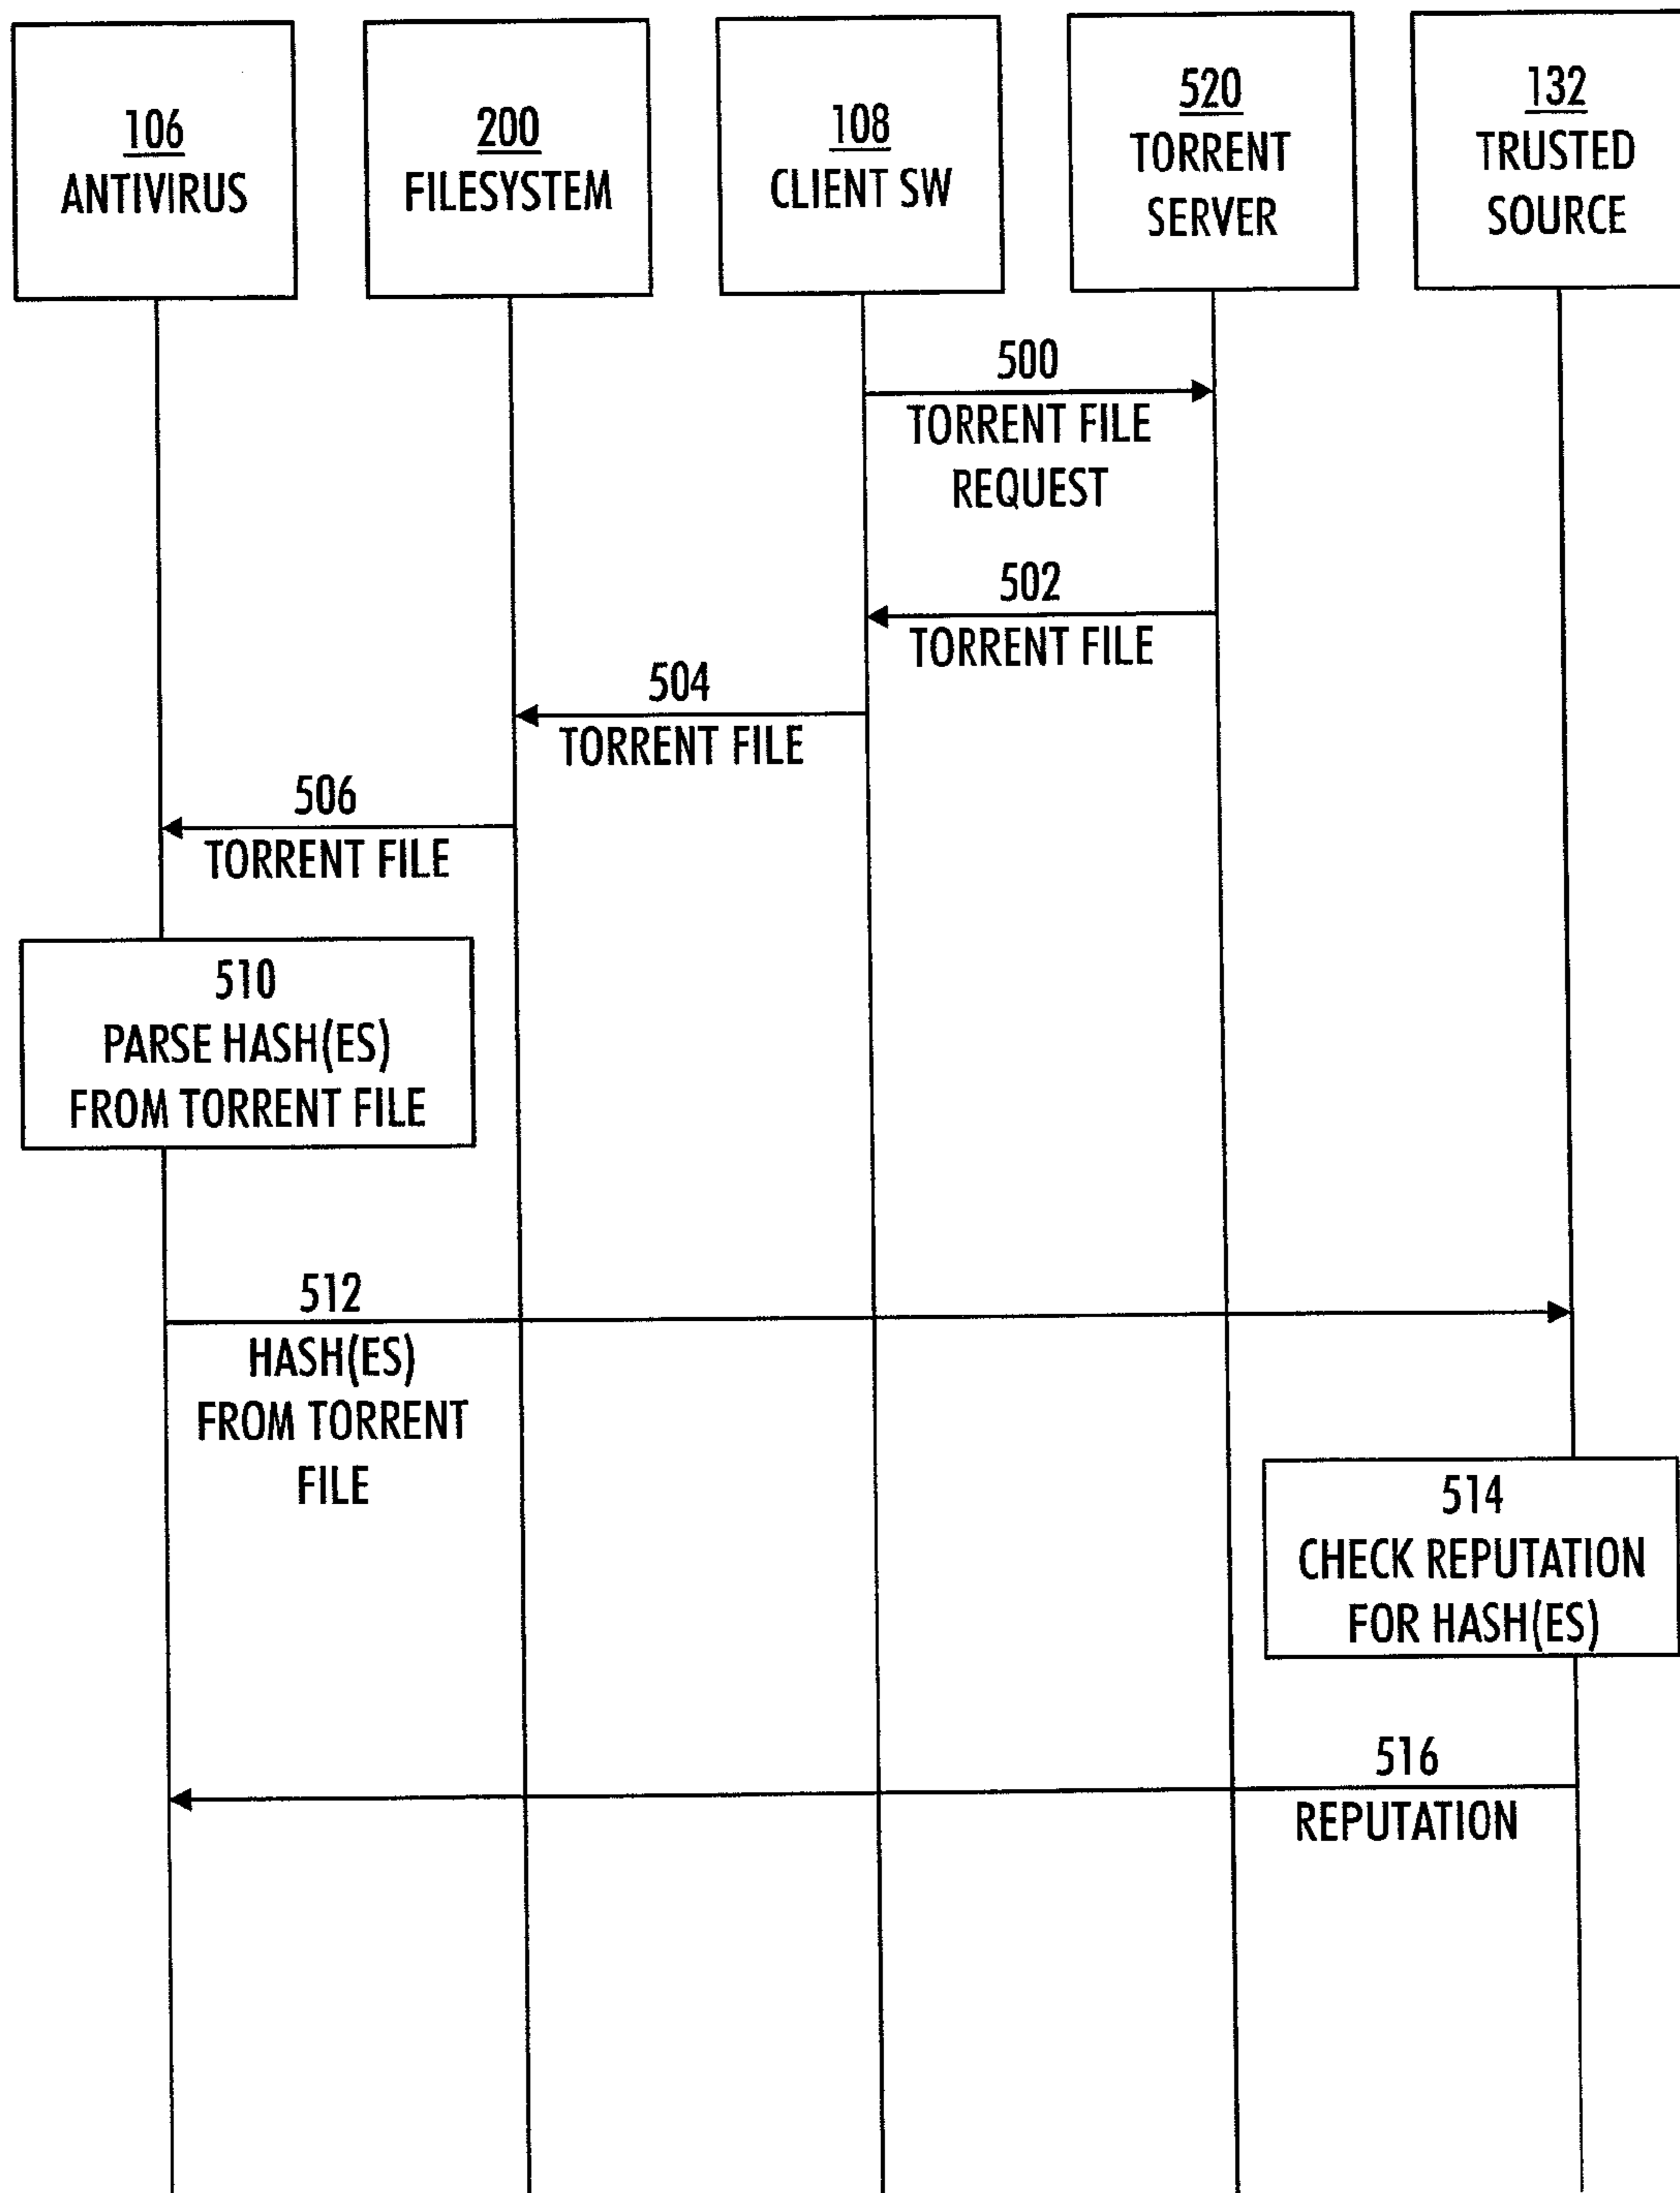 106
ANTIVIRUS
200
FILESYSTEM
108
CLIENT SW
520
TORRENT
SERVER
132
TRUSTED
SOURCE
500
TORRENT FILE
REQUEST
502
TORRENT FILE
504
TORRENT FILE
506
TORRENT FILE
510
PARSE HASH(ES)
FROM TORRENT FILE
512
HASH(ES)
FROM TORRENT
FILE
514
CHECK REPUTATION
FOR HASH(ES)
516
REPUTATION